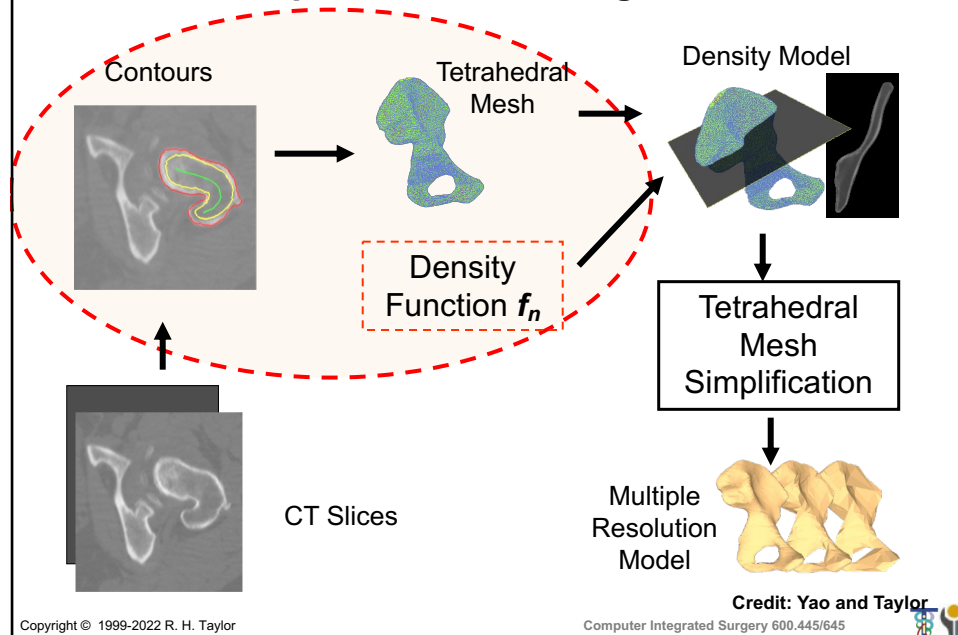 Contours
Tetrahedral
Mesh
Density Model
Density
Function fn
Tetrahedral
Mesh
Simplification
CT Slices
Multiple
Resolution
Model
Credit: Yao and Taylor
Copyright © 1999-2022 R. H. Taylor
Computer Integrated Surgery 600.445/645